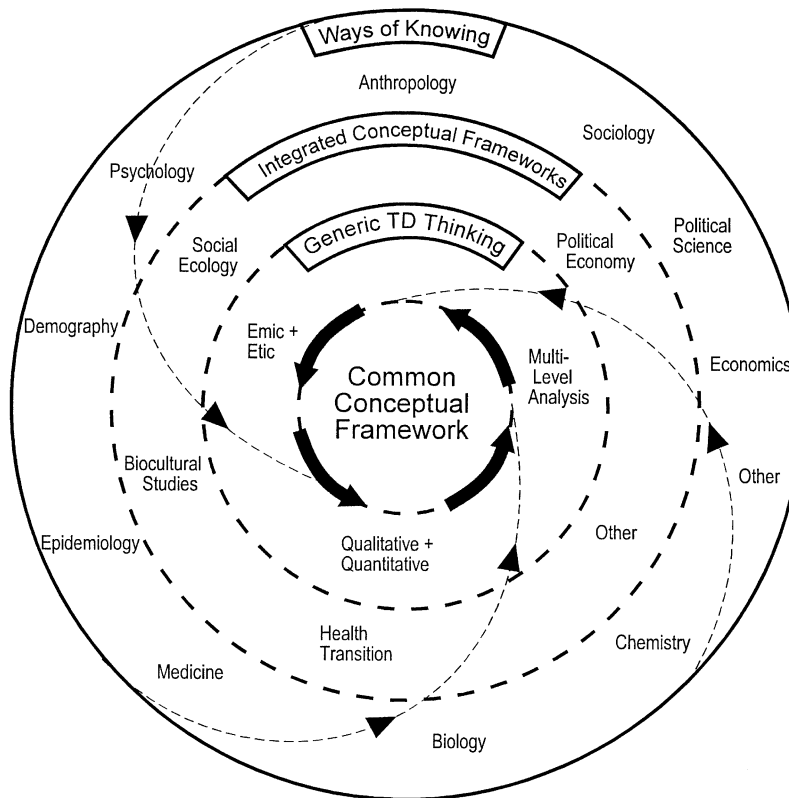 Ways of Knowing
Anthropology
Sociology
Integrated Conceptual Frameworks
Psychology
Generic TD Thinking
Political
Science
Social
Ecology
Political
Economy
Demography
Emic +
Etic
Multi-
Level
Analysis
Economics
Common
Conceptual
Framework
Biocultural
Studies
Other
Epidemiology
Qualitative +
Quantitative
Other
Health
Transition
Chemistry
Medicine
Biology